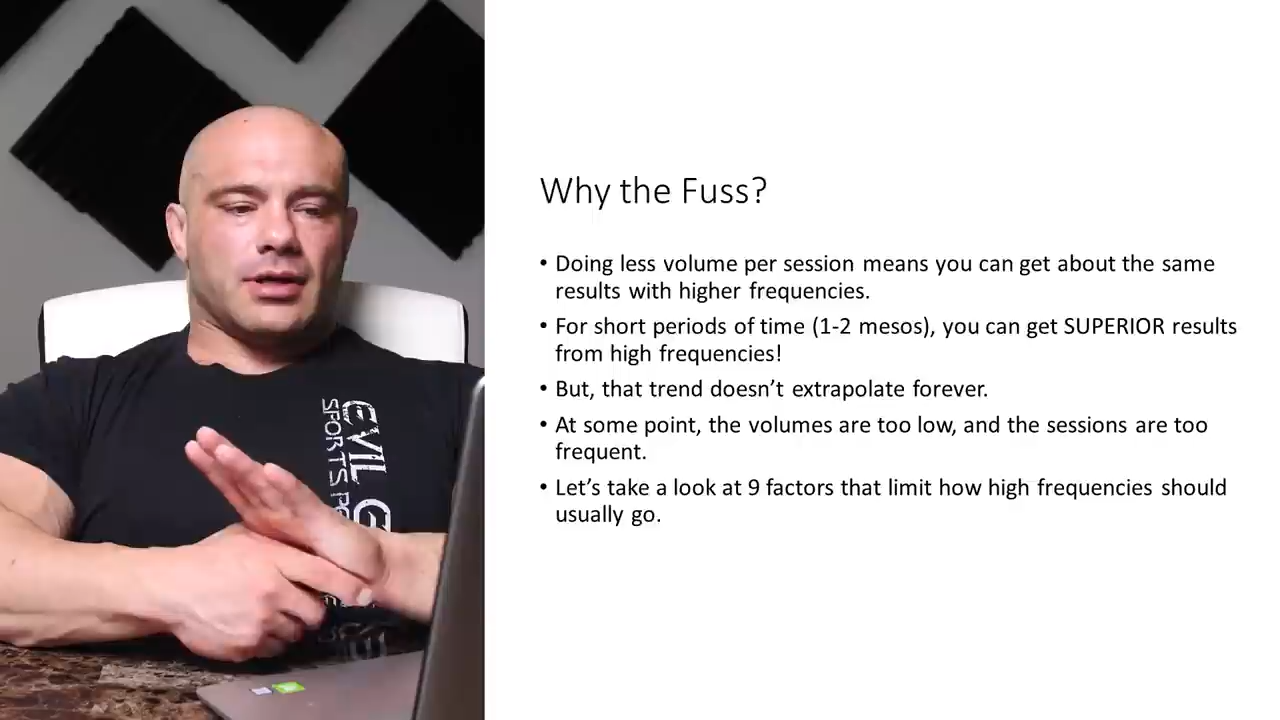 Why the Fuss?
• Doing less volume per session means you can get about the same
results with higher frequencies.
• For short periods of time (1-2 mesos), you can get SUPERIOR results
from high frequencies!
• But, that trend doesn’t extrapolate forever.
• At some point, the volumes are too low, and the sessions are too
frequent.
• Let’s take a look at 9 factors that limit how high frequencies should
usually go.
EVIL G
SPORTS